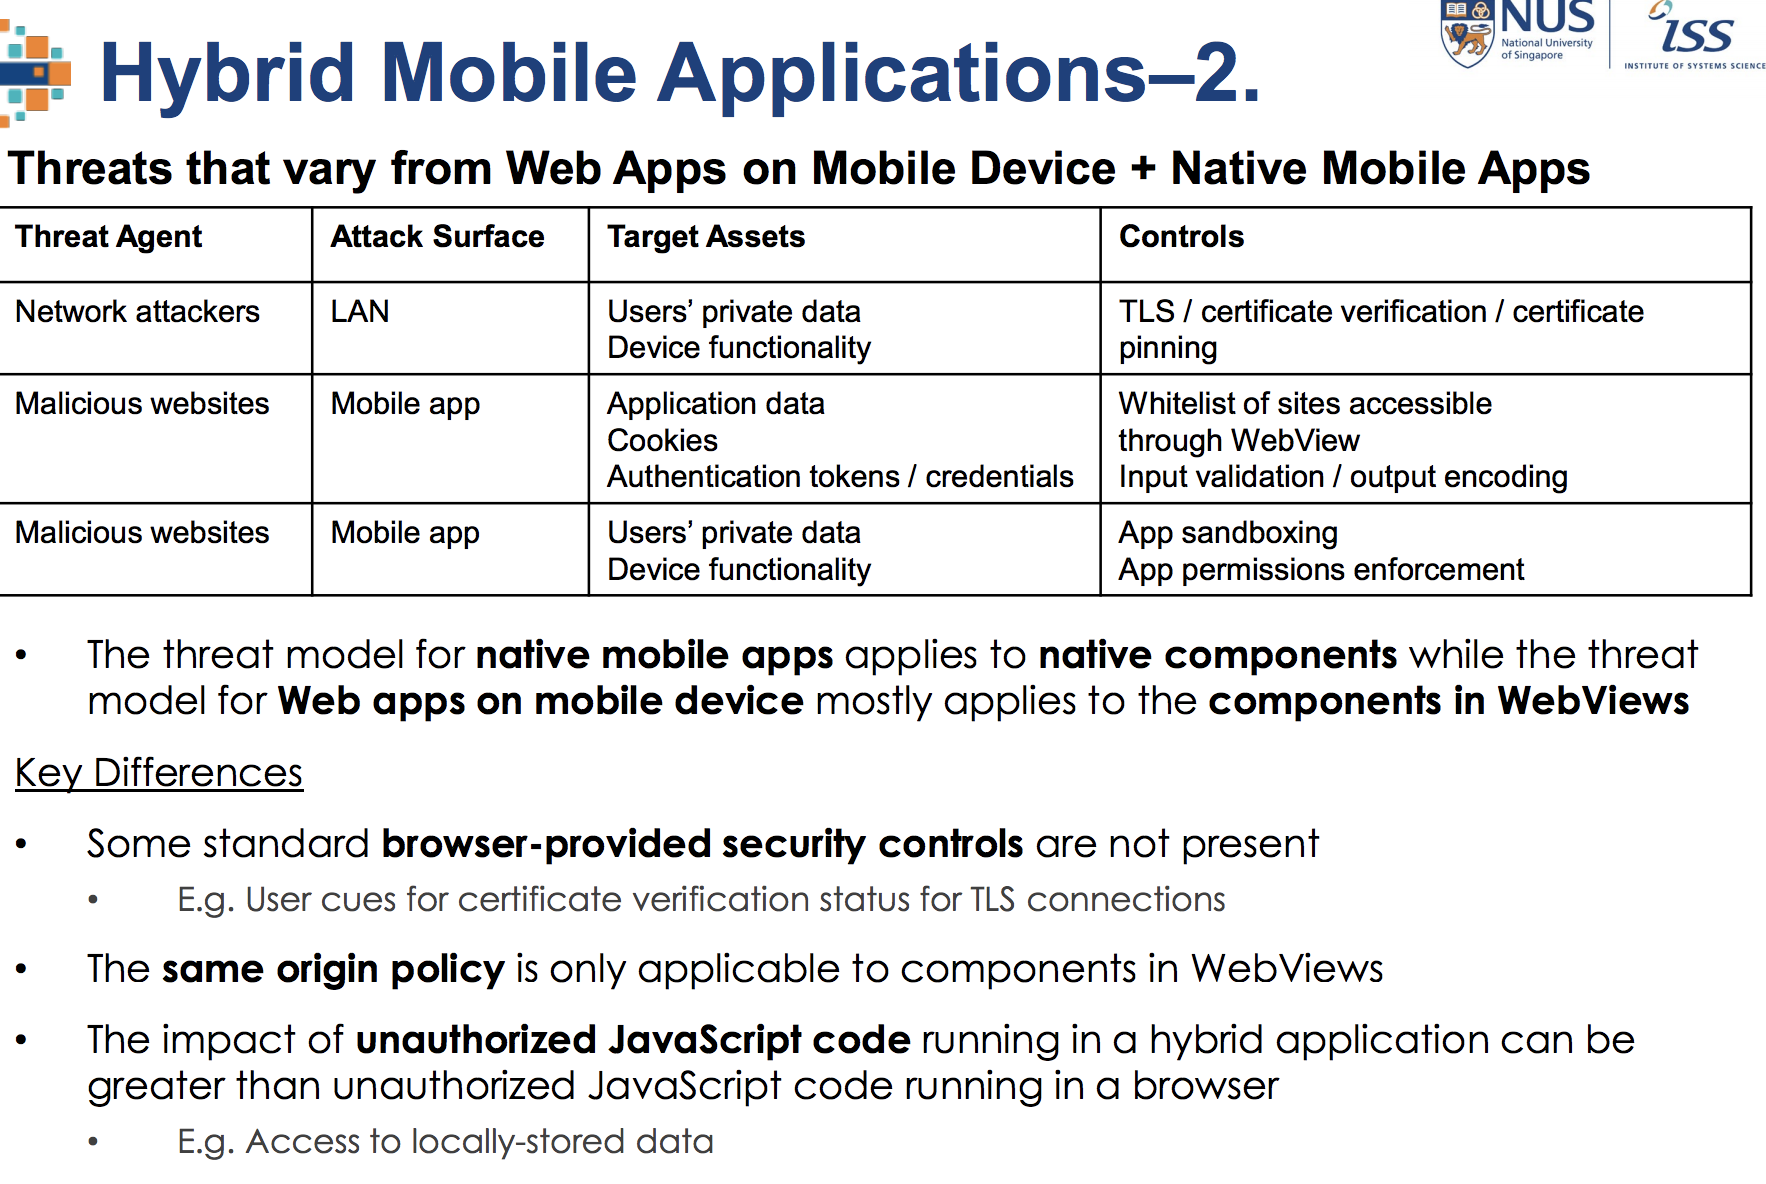 NUS
National University
of Singapore
iss
INSTITUTE OF SYSTEMS SCIENCE
Hybrid Mobile Applications–2.
Threats that vary from Web Apps on Mobile Device + Native Mobile Apps
Threat Agent Attack Surface Target Assets Controls
Network attackers LAN Users’ private data TLS / certificate verification / certificate
Device functionality pinning
Malicious websites Mobile app Application data Whitelist of sites accessible
Cookies through WebView
Authentication tokens / credentials Input validation / output encoding
Malicious websites Mobile app Users’ private data App sandboxing
Device functionality App permissions enforcement
• The threat model for native mobile apps applies to native components while the threat
model for Web apps on mobile device mostly applies to the components in WebViews
Key Differences
• Some standard browser-provided security controls are not present
• E.g. User cues for certificate verification status for TLS connections
• The same origin policy is only applicable to components in WebViews
• The impact of unauthorized JavaScript code running in a hybrid application can be
greater than unauthorized JavaScript code running in a browser
• E.g. Access to locally-stored data